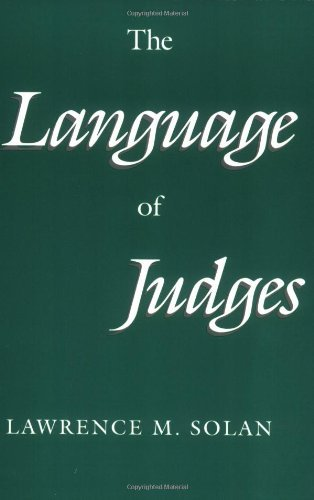 The
Language
of
Judges
LAWRENCE M. SOLAN